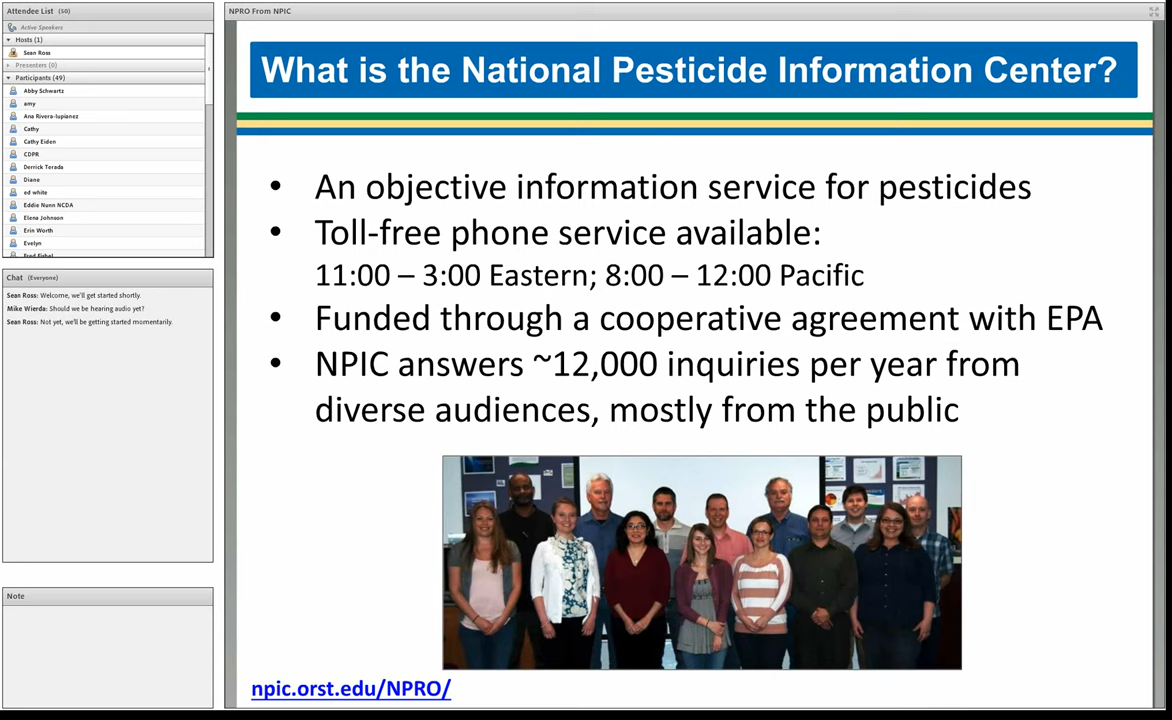 Attendee List (50)
Active Speakers
Hosts (1)
Sean Ross
Presenters (0)
Participants (49)
Abby Schwartz
amy
Ana Rivera-lupianez
Cathy
Cathy Eiden
CDPR
Derrick Terada
Diane
ed white
Eddie Nunn NCDA
Elena Johnson
Erin Worth
Evelyn
Chat (Everyone)
Sean Ross: Welcome, we'll get started shortly.
Mike Wierda: Should we be hearing audio yet?
Sean Ross: Not yet, we'll be getting started momentarily.
Note
NPRO From NPIC
What is the National Pesticide Information Center?
• An objective information service for pesticides
• Toll-free phone service available:
11:00 – 3:00 Eastern; 8:00 – 12:00 Pacific
• Funded through a cooperative agreement with EPA
• NPIC answers ~12,000 inquiries per year from
diverse audiences, mostly from the public
npic.orst.edu/NPRO/